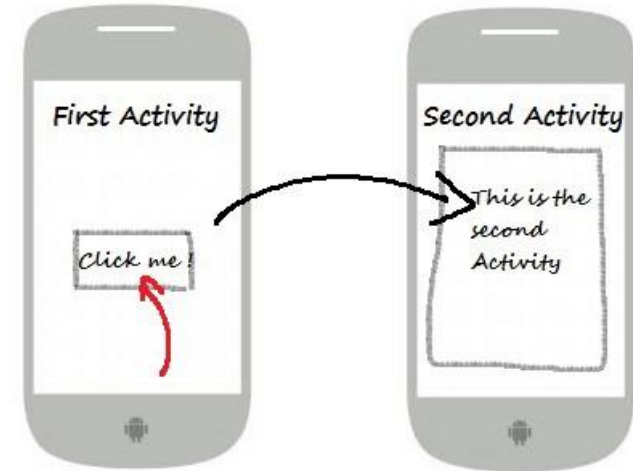 First Activity
Click me !
Second Activity
This is the
second
Activity